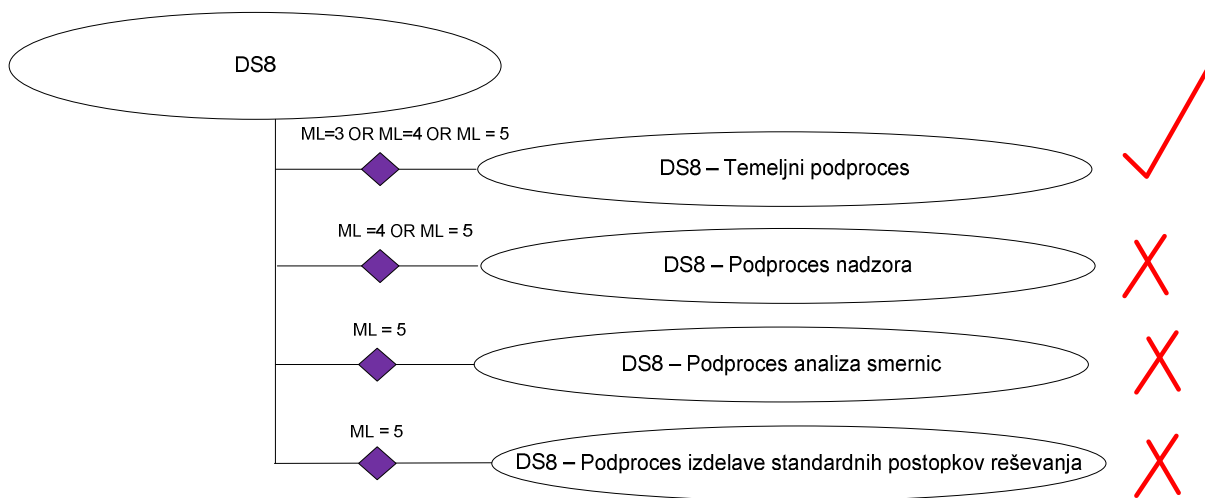 DS8
ML=3 OR ML=4 OR ML = 5
DS8 – Temeljni podproces
ML =4 OR ML = 5
DS8 – Podproces nadzora
ML = 5
DS8 – Podproces analiza smernic
ML = 5
DS8 – Podproces izdelave standardnih postopkov reševanja